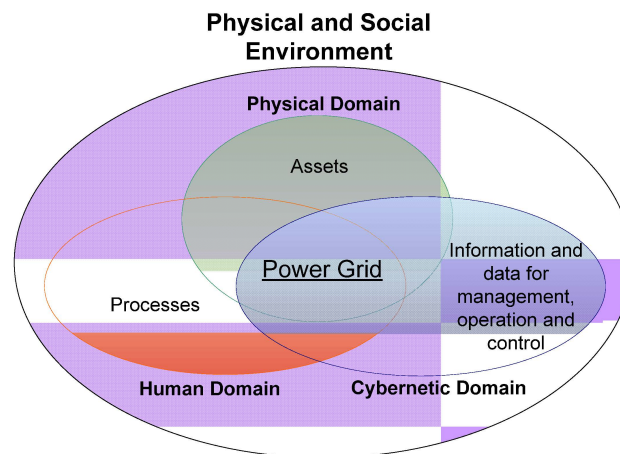 Physical and Social
Environment
Physical Domain
Assets
Power Grid
Information and
data for
management,
operation and
control
Processes
Human Domain
Cybernetic Domain